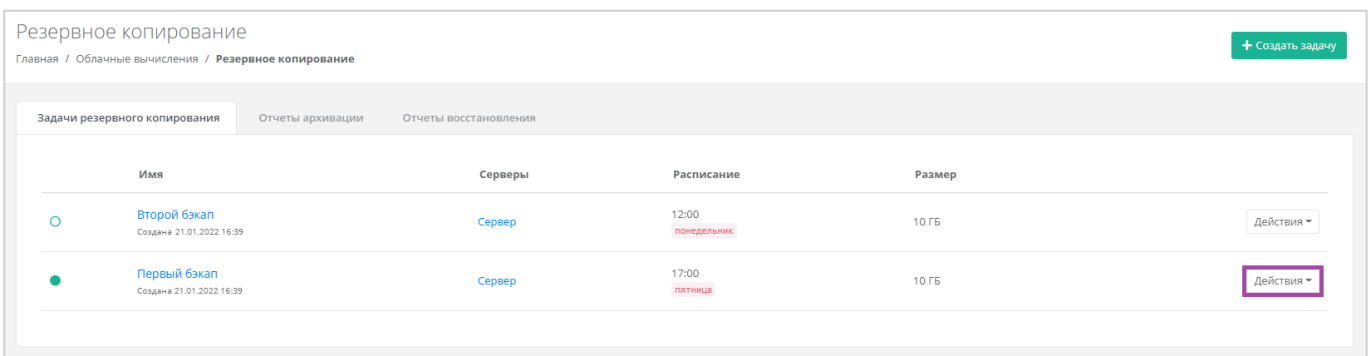 Резервное копирование
Главная / Облачные вычисления / Резервное копирование
+ Создать задачу
Задачи резервного копирования Отчеты архивации Отчеты восстановления
Имя Серверы Расписание Размер
Второй бэкап
Создана 21.01.2022 16:39
Сервер
12:00
понедельник
10 ГБ
Действия
Первый бэкап
Создана 21.01.2022 16:39
Сервер
17:00
пятница
10 ГБ
Действия